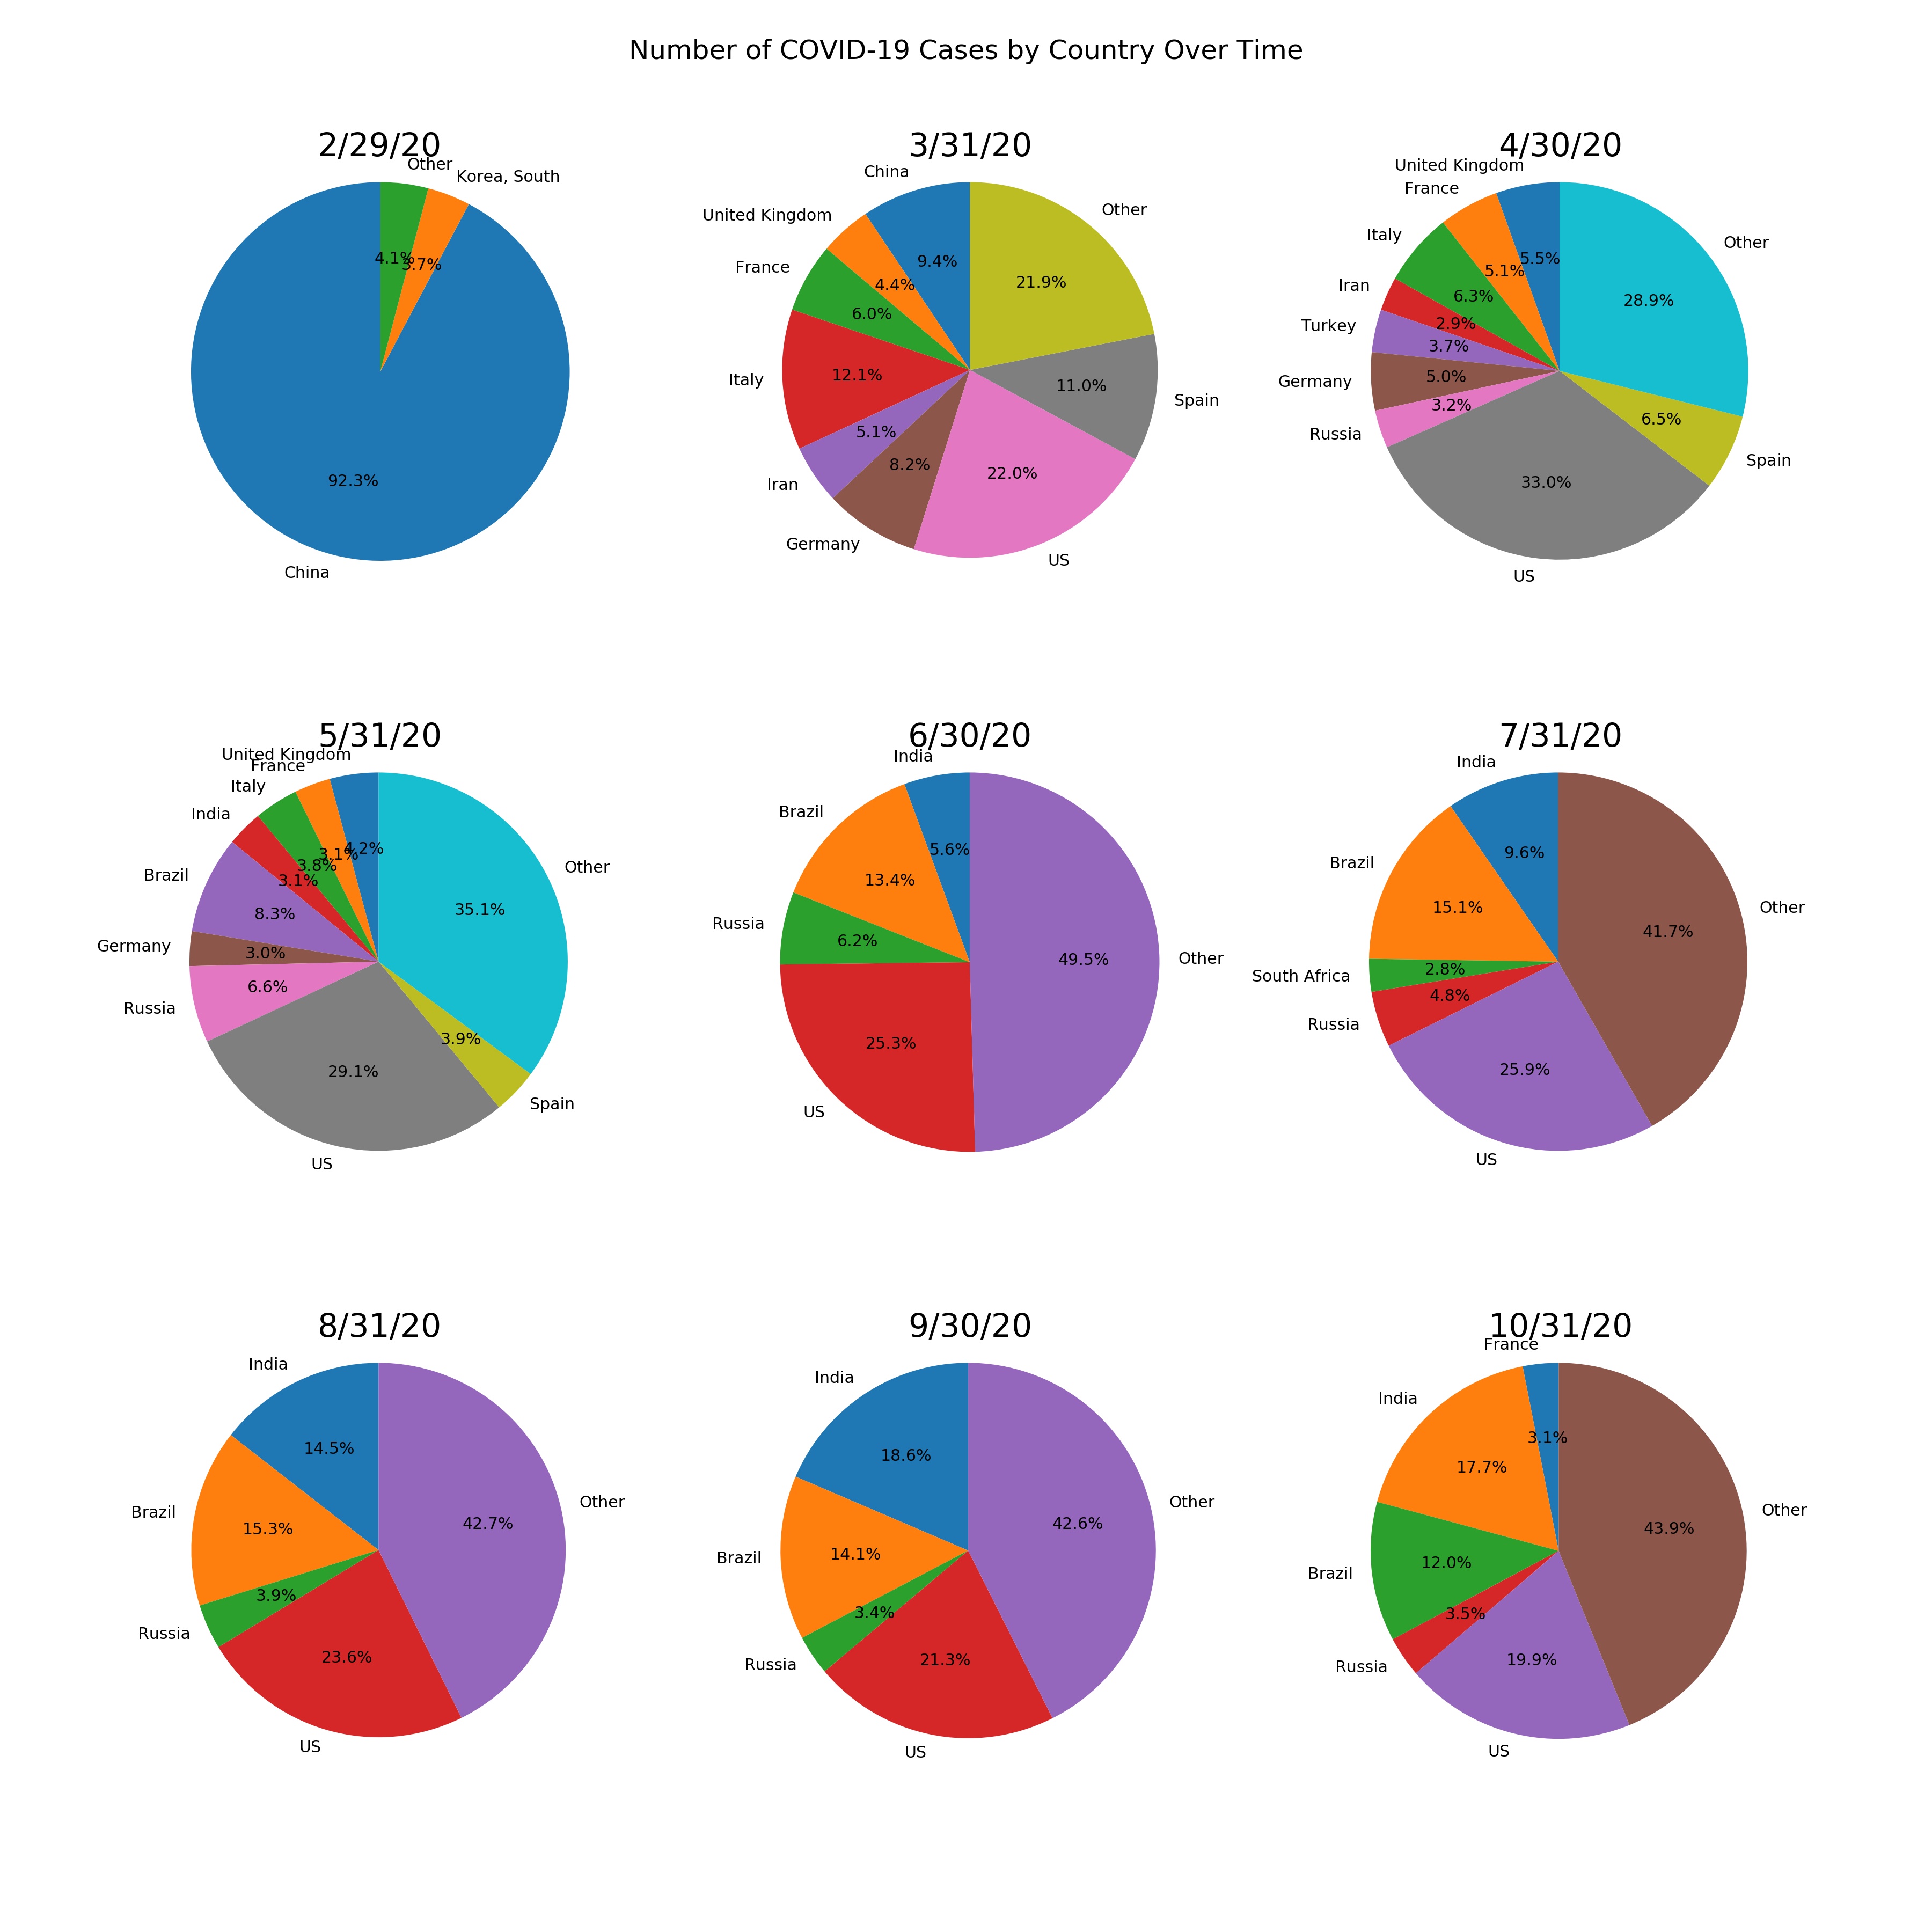 Number of COVID-19 Cases by Country Over Time
2/29/20
Other
Korea, South
4.1%
3.7%
92.3%
China
3/31/20
China
United Kingdom
Other
France
9.4%
4.4%
21.9%
6.0%
Italy
12.1%
11.0%
Spain
5.1%
Iran
8.2%
22.0%
Germany
US
4/30/20
United Kingdom
France
Italy
Other
5.5%
5.1%
Iran
6.3%
28.9%
Turkey
2.9%
3.7%
Germany
5.0%
3.2%
6.5%
Russia
Spain
33.0%
US
5/31/20
United Kingdom
France
Italy
India
4.2%
3.1%
3.8%
3.1%
Other
Brazil
8.3%
35.1%
Germany
3.0%
6.6%
Russia
3.9%
29.1%
Spain
US
6/30/20
India
Brazil
5.6%
13.4%
Russia
6.2%
49.5%
Other
25.3%
US
7/31/20
India
Brazil
9.6%
15.1%
Other
41.7%
South Africa
2.8%
4.8%
Russia
25.9%
US
8/31/20
India
14.5%
Brazil
15.3%
42.7%
Other
3.9%
Russia
23.6%
US
9/30/20
India
18.6%
Other
42.6%
Brazil
14.1%
3.4%
Russia
21.3%
US
10/31/20
France
India
3.1%
17.7%
Other
43.9%
Brazil
12.0%
3.5%
Russia
19.9%
US